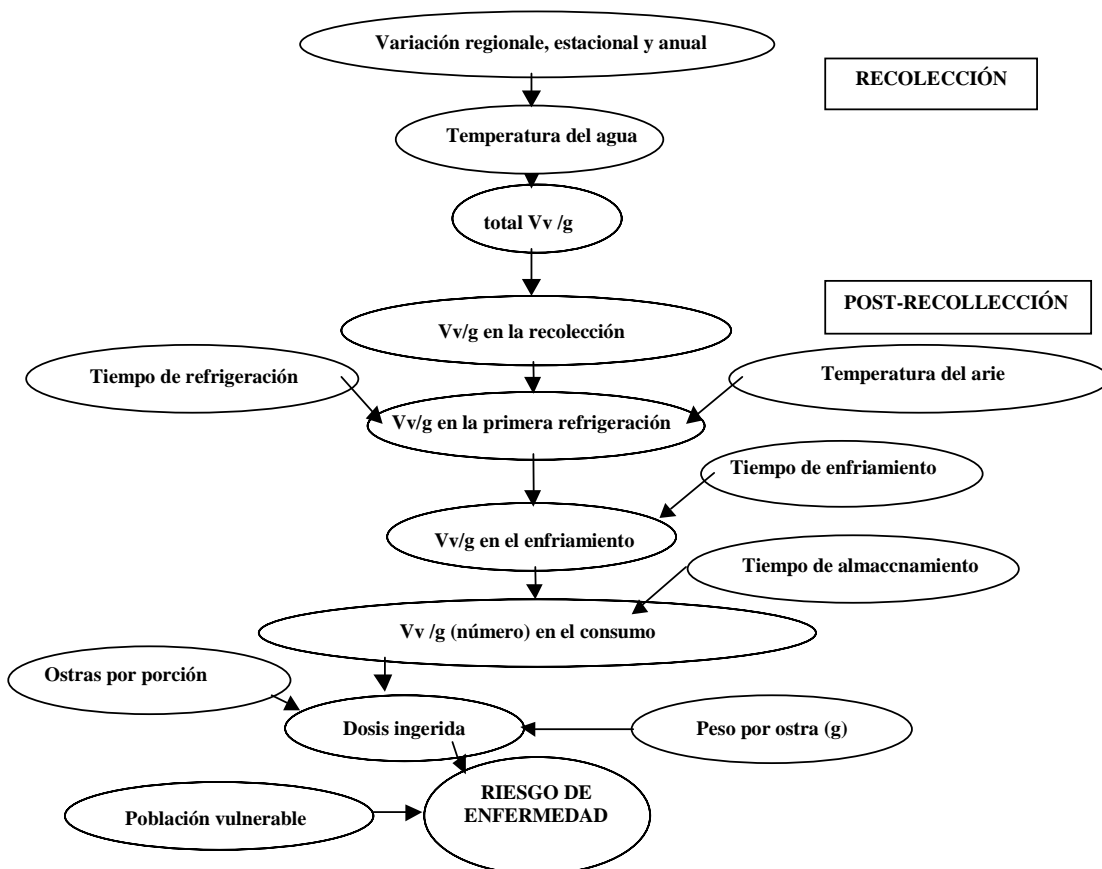 Variación regionale, estacional y anual
RECOLECCIÓN
Temperatura del agua
total Vv /g
POST-RECOLLECCIÓN
Vv/g en la recolección
Tiempo de refrigeración
Temperatura del arie
Vv/g en la primera refrigeración
Tiempo de enfriamiento
Vv/g en el enfriamiento
Tiempo de almaccnamiento
Vv /g (número) en el consumo
Ostras por porción
Dosis ingerida
Peso por ostra (g)
RIESGO DE
ENFERMEDAD
Población vulnerable